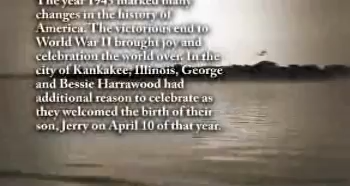 The year 1945 marked many
changes in the history of
America. The victorious end to
World War II brought joy and
celebration the world over. In the
city of Kankakee, Illinois, George
and Bessie Harrawood had
additional reason to celebrate as
they welcomed the birth of their
son, Jerry on April 10 of that year.